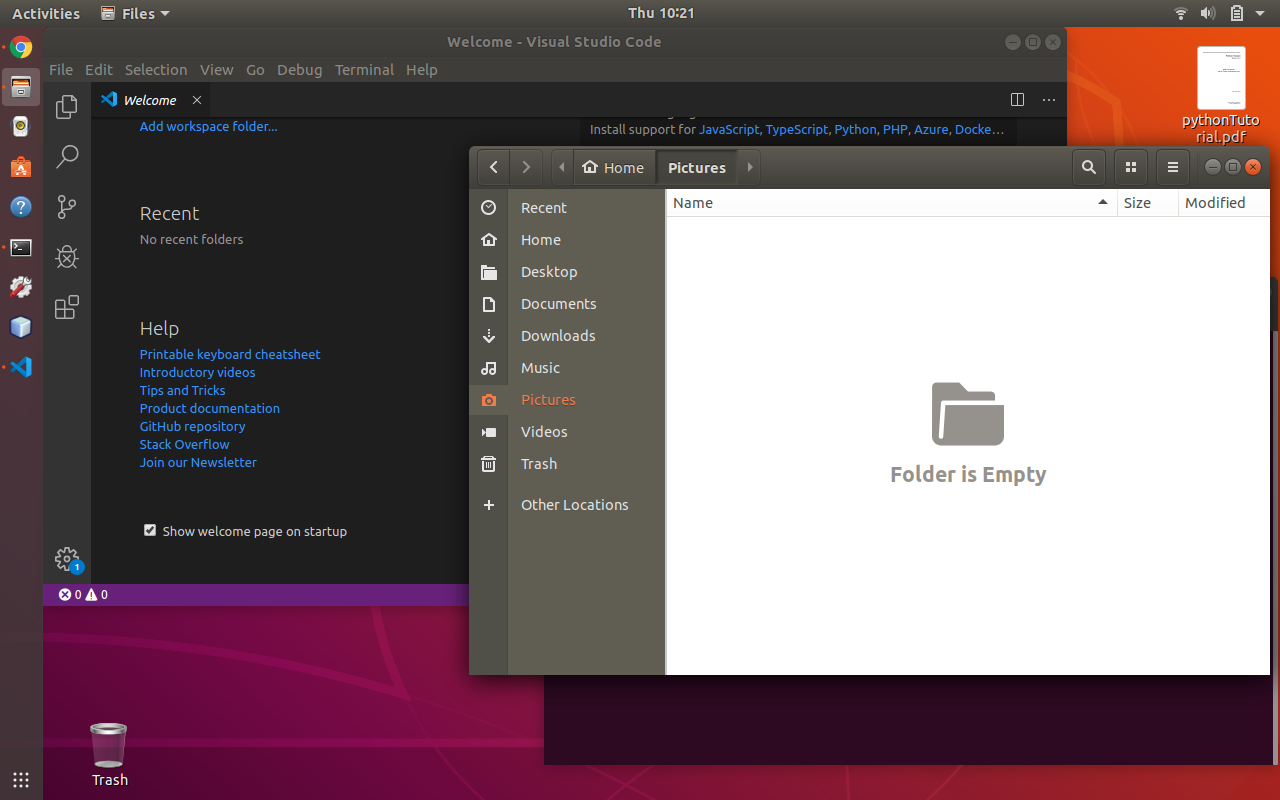 Activities
Files
Thu 10:21
Welcome - Visual Studio Code
File Edit Selection View Go Debug Terminal Help
Welcome
Add workspace folder...
Install support for JavaScript, TypeScript, Python, PHP, Azure, Docke...
Recent
No recent folders
Help
Printable keyboard cheatsheet
Introductory videos
Tips and Tricks
Product documentation
GitHub repository
Stack Overflow
Join our Newsletter
Show welcome page on startup
1
0 0
Home
Pictures
Recent
Home
Desktop
Documents
Downloads
Music
Pictures
Videos
Trash
Other Locations
Name Size Modified
Folder is Empty
pythonTuto
rial.pdf
Trash